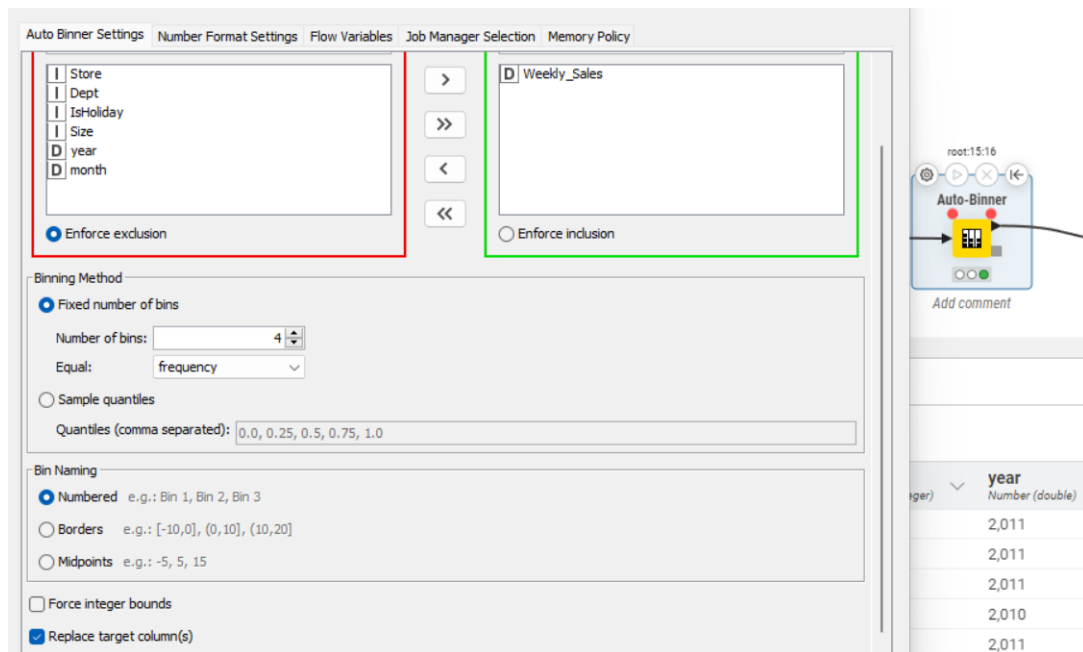 Auto Binner Settings Number Format Settings Flow Variables Job Manager Selection Memory Policy
I Store
I Dept
I IsHoliday
I Size
D year
D month
>
>>
<
<<
D Weekly_Sales
Enforce exclusion
Enforce inclusion
Binning Method
Fixed number of bins
Number of bins: 4
Equal: frequency
Sample quantiles
Quantiles (comma separated): 0.0, 0.25, 0.5, 0.75, 1.0
Bin Naming
Numbered e.g.: Bin 1, Bin 2, Bin 3
Borders e.g.: [-10,0], (0,10], (10,20]
Midpoints e.g.: -5, 5, 15
Force integer bounds
Replace target column(s)
root:15:16
Auto-Binner
Add comment
year
Number (double)
2,011
2,011
2,011
2,010
2,011